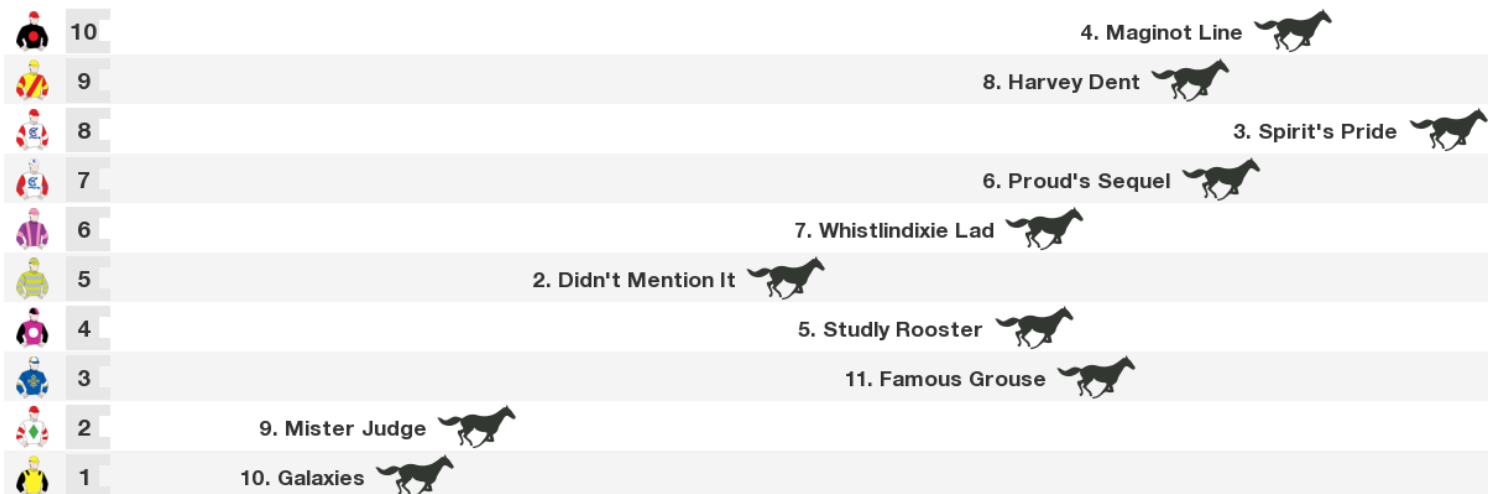 10 4. Maginot Line
9 8. Harvey Dent
8 3. Spirit's Pride
7 6. Proud's Sequel
6 7. Whistlindixie Lad
5 2. Didn't Mention It
4 5. Studly Rooster
3 11. Famous Grouse
2 9. Mister Judge
1 10. Galaxies